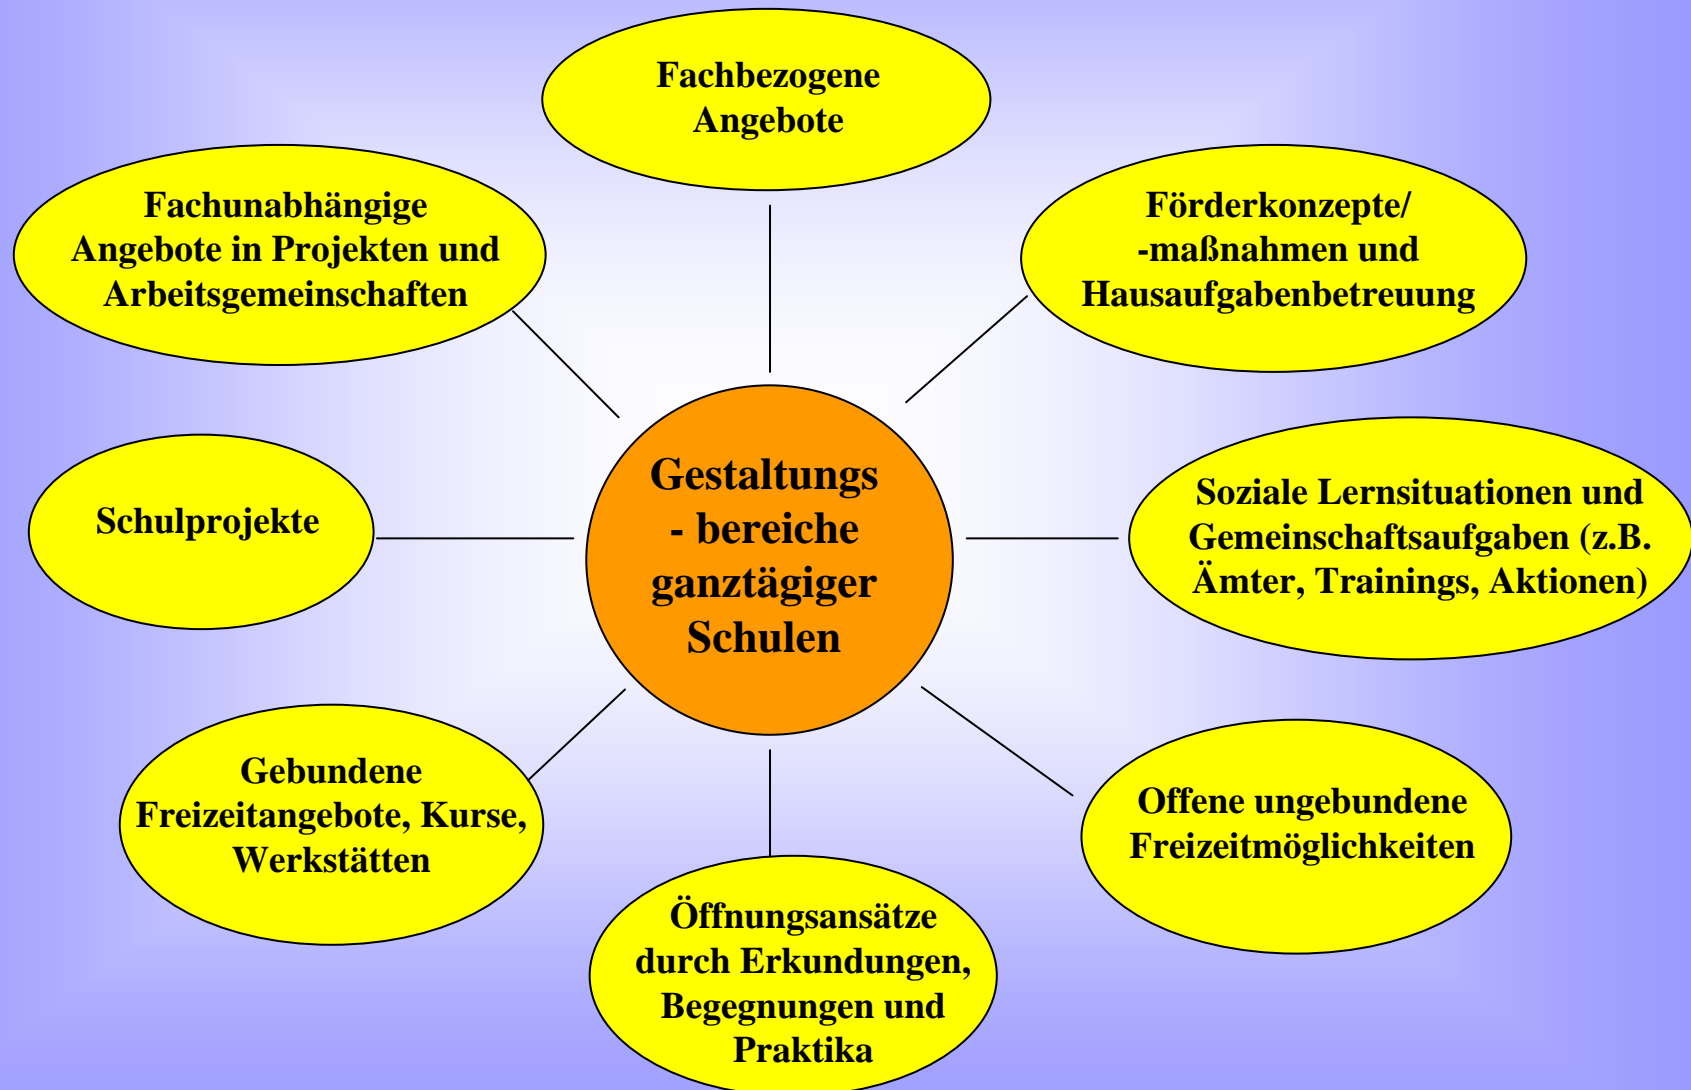 Fachbezogene
Angebote
Fachunabhängige
Angebote in Projekten und
Arbeitsgemeinschaften
Förderkonzepte/
-maßnahmen und
Hausaufgabenbetreuung
Gestaltungs
- bereiche
ganztägiger
Schulen
Schulprojekte
Soziale Lernsituationen und
Gemeinschaftsaufgaben (z.B.
Ämter, Trainings, Aktionen)
Gebundene
Freizeitangebote, Kurse,
Werkstätten
Offene ungebundene
Freizeitmöglichkeiten
Öffnungsansätze
durch Erkundungen,
Begegnungen und
Praktika